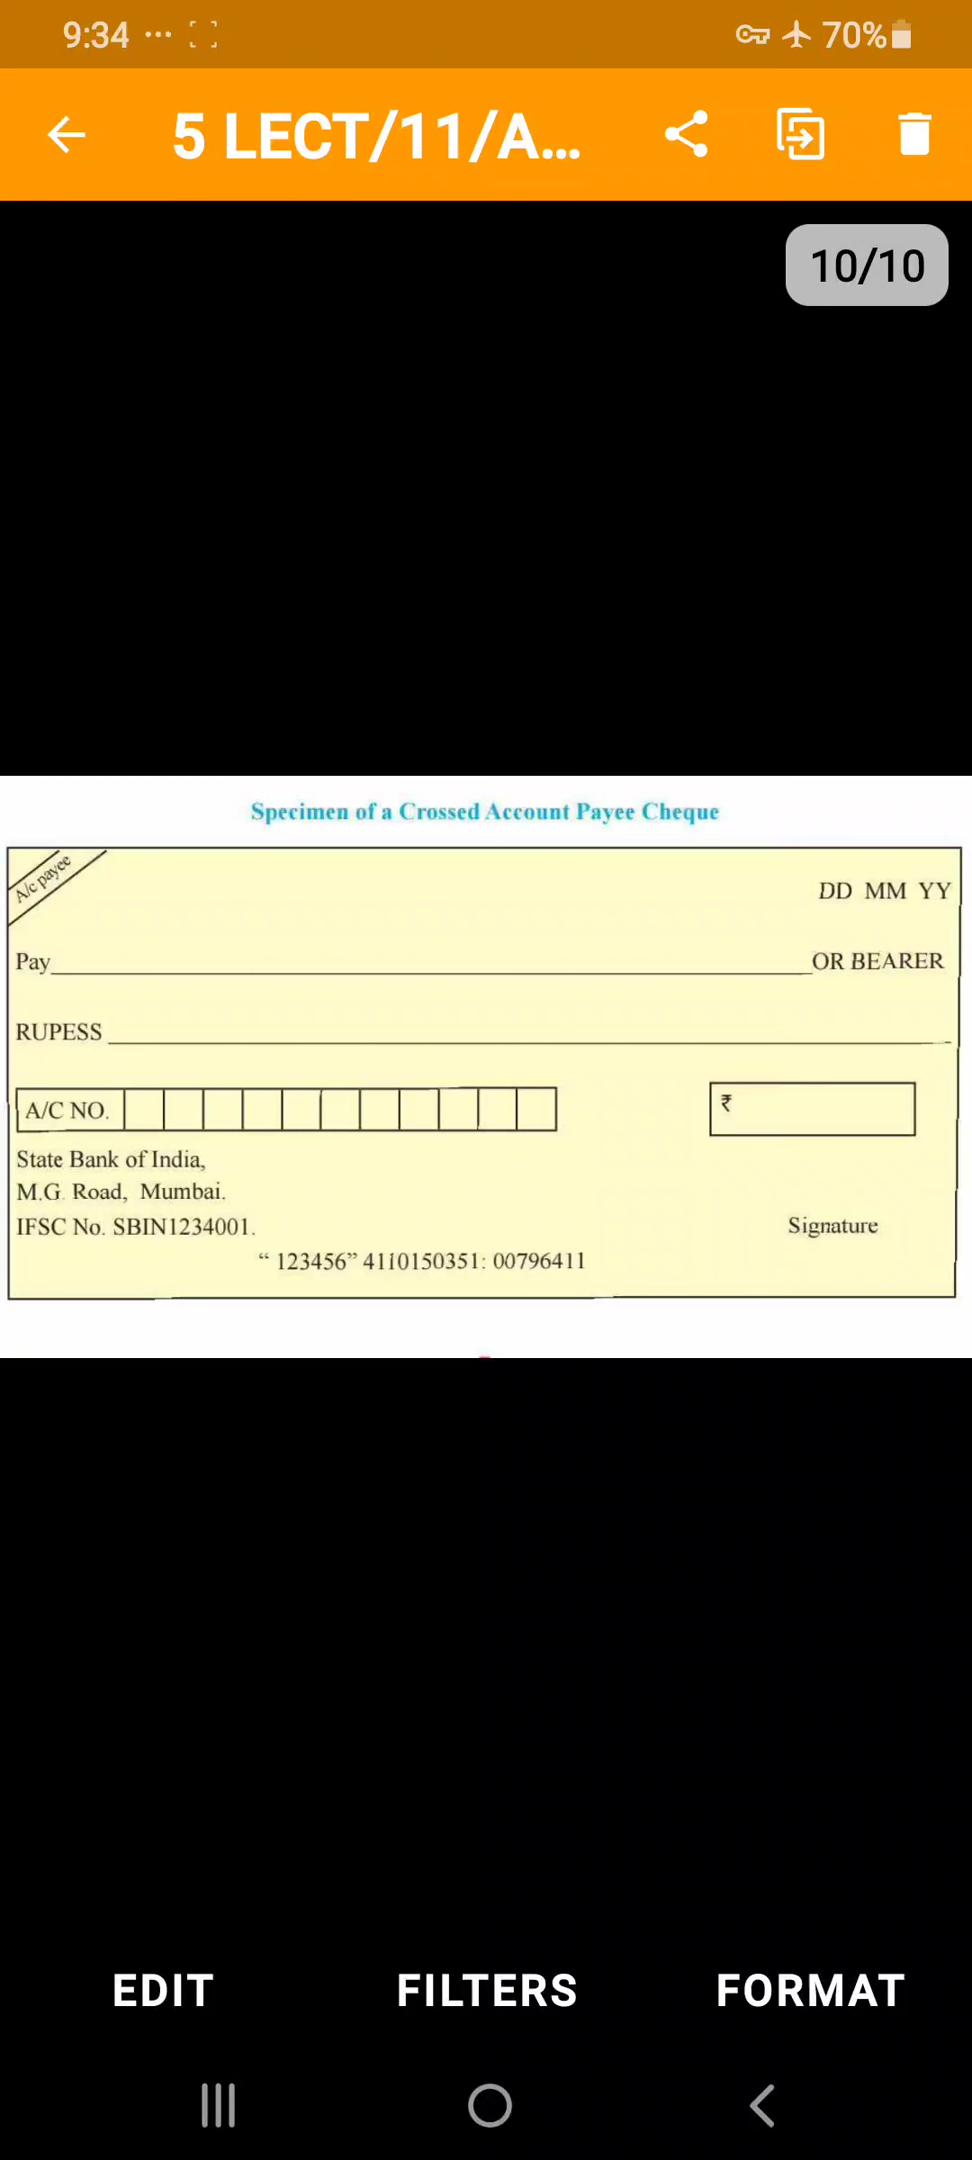 9:34 ... 70%
5 LECT/11/A...
10/10
Specimen of a Crossed Account Payee Cheque
A/c payee
DD MM YY
Pay OR BEARER
RUPESS
A/C NO. ₹
State Bank of India,
M.G. Road, Mumbai.
IFSC No. SBIN1234001.
Signature
“ 123456” 4110150351: 00796411
EDIT FILTERS FORMAT